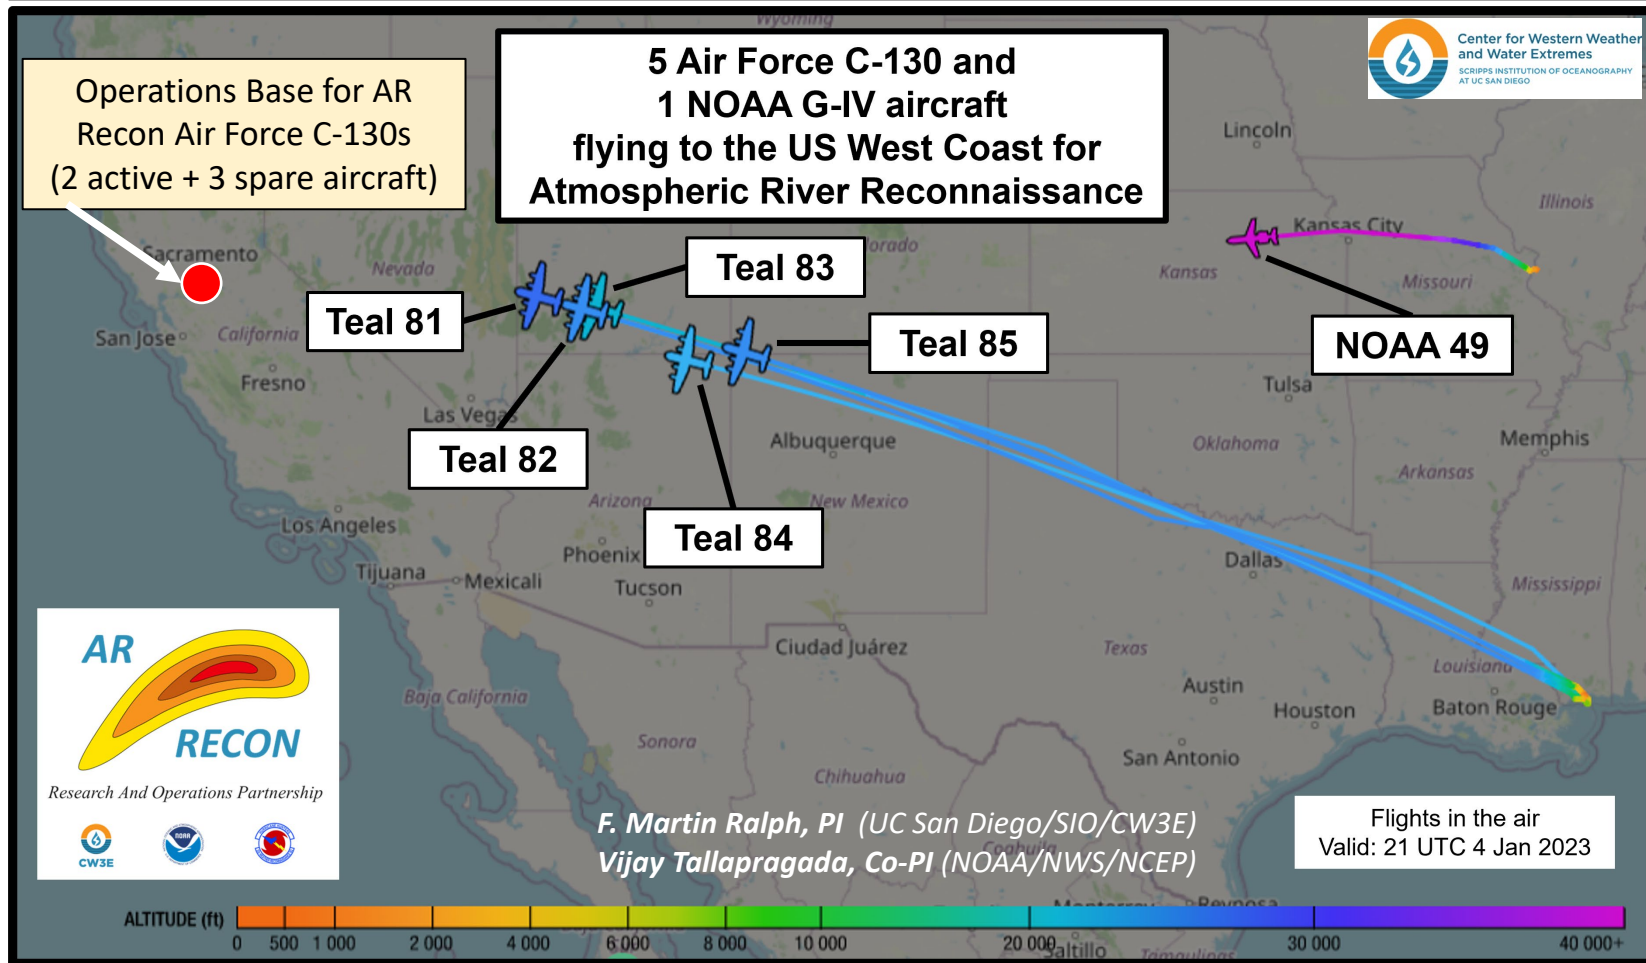 Wyoming
5 Air Force C-130 and
1 NOAA G-IV aircraft
flying to the US West Coast for
Atmospheric River Reconnaissance
Center for Western Weather
and Water Extremes
SCRIPPS INSTITUTION OF OCEANOGRAPHY
AT UC SAN DIEGO
Operations Base for AR
Recon Air Force C-130s
(2 active + 3 spare aircraft)
Lincoln
Illinois
Kansas City
Sacramento
Nevada
orado
Kansas
Missouri
Teal 83
Teal 81
San Jose
California
Teal 85
NOAA 49
Fresno
Tulsa
Las Vegas
Teal 82
Albuquerque
Oklahoma
Memphis
Arkansas
Arizona
New Mexico
Los Angeles
Teal 84
Phoenix
Dallas
Tijuana
Mexicali
Tucson
Mississippi
Ciudad Juárez
Texas
Louisiana
AR
RECON
Research And Operations Partnership
CW3E
NOAA
Baja California
Austin
Houston
Baton Rouge
Sonora
San Antonio
Chihuahua
F. Martin Ralph, PI (UC San Diego/SIO/CW3E)
Vijay Tallapragada, Co-PI (NOAA/NWS/NCEP)
Coahuila
Flights in the air
Valid: 21 UTC 4 Jan 2023
Monterrey
Reynosa
ALTITUDE (ft)
0 500 1 000 2 000 4 000 6 000 8 000 10 000 20 000 30 000 40 000+
Saltillo
Tamaulipas